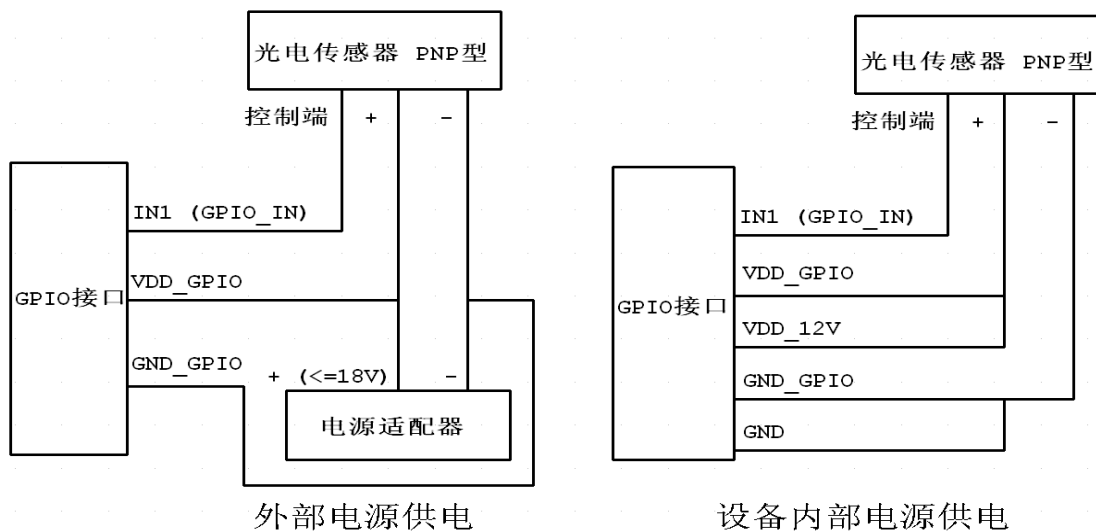 光电传感器 PNP型
控制端 + -
IN1 (GPIO_IN)
VDD_GPIO
GPIO接口
GND_GPIO
+ (<=18V) -
电源适配器
外部电源供电
光电传感器 PNP型
控制端 + -
IN1 (GPIO_IN)
VDD_GPIO
GPIO接口
VDD_12V
GND_GPIO
GND
设备内部电源供电